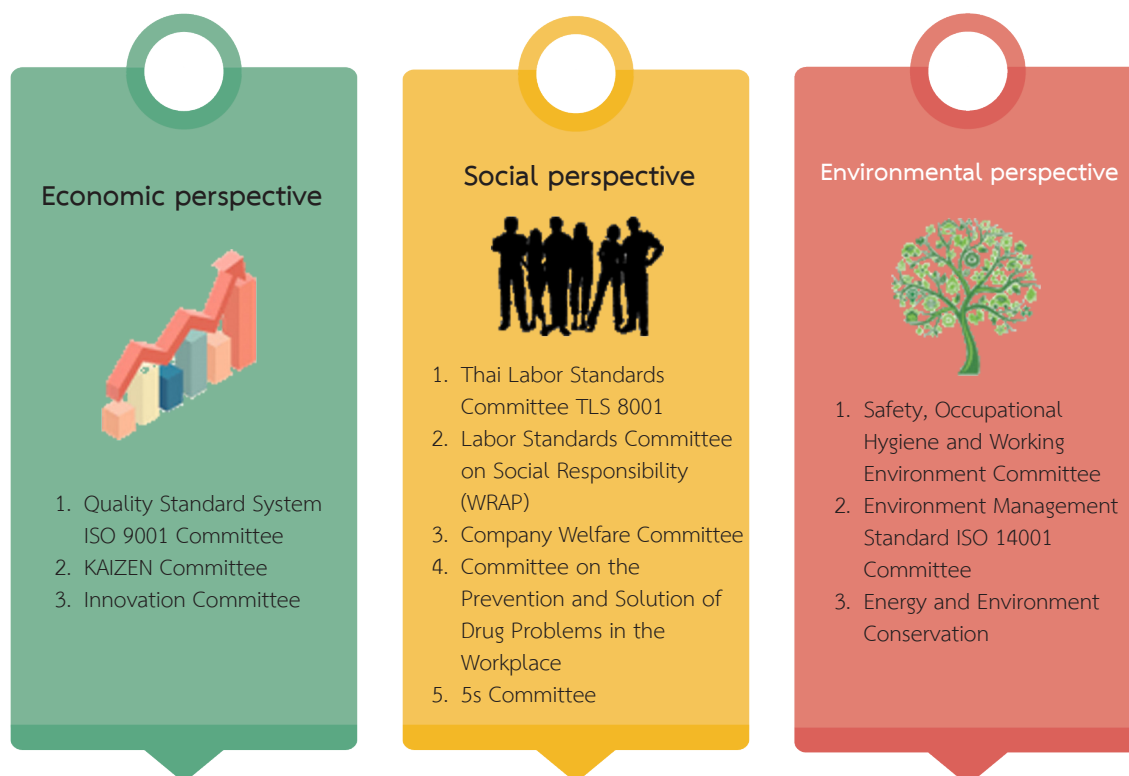 Economic perspective
1. Quality Standard System
ISO 9001 Committee
2. KAIZEN Committee
3. Innovation Committee
Social perspective
1. Thai Labor Standards
Committee TLS 8001
2. Labor Standards Committee
on Social Responsibility
(WRAP)
3. Company Welfare Committee
4. Committee on the
Prevention and Solution of
Drug Problems in the
Workplace
5. 5s Committee
Environmental perspective
1. Safety, Occupational
Hygiene and Working
Environment Committee
2. Environment Management
Standard ISO 14001
Committee
3. Energy and Environment
Conservation